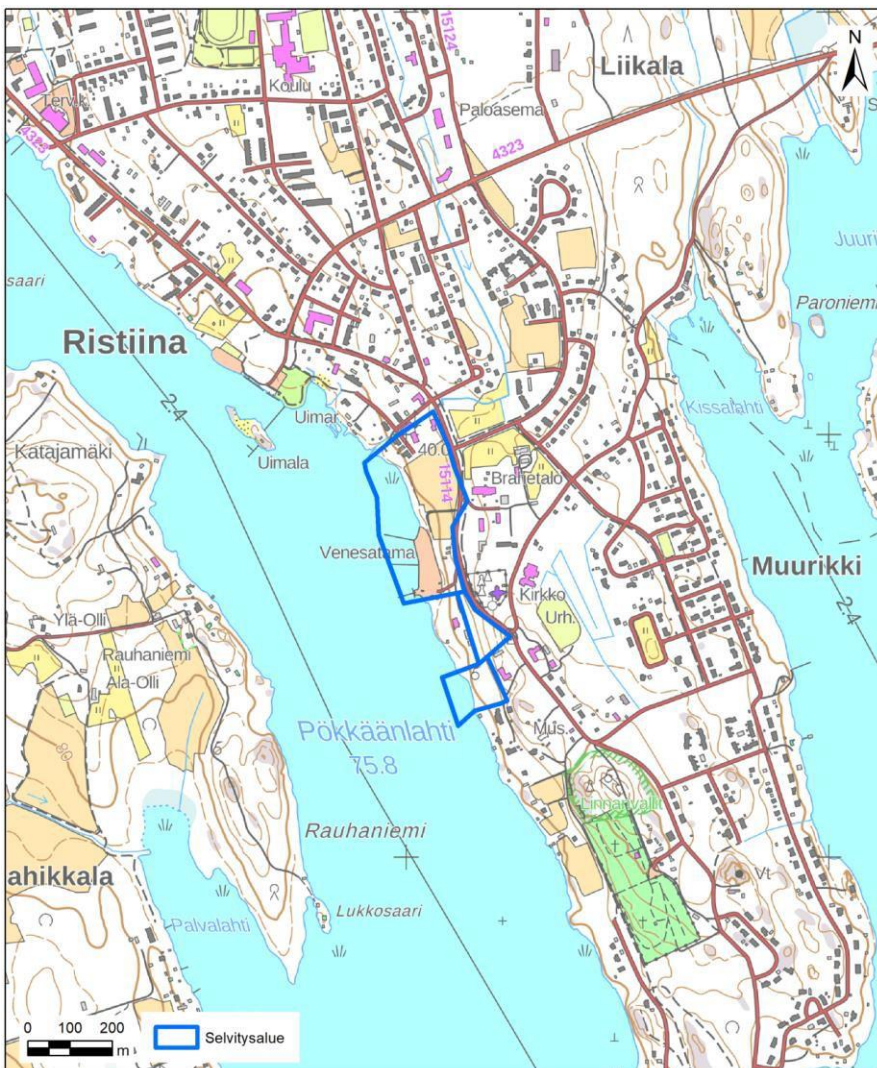 15124
N
Liikala
Koulu
Terv.k.
Paloasema
4323
4323
saari
Juuri
Paroniemi
Ristiina
2.4
Kissalahti
Uimar.
Uimala
Katajamäki
40.0
15114
Brahetalo
Venesatama
Muurikki
Kirkko
Urh.
2.4
Ylä-Olli
Rauhaniemi
Ala-Olli
Pökkäänlahti
75.8
Mus.
Linnanvallit
Rauhaniemi
ahikkala
Lukkosaari
Vt
Palvalahti
0 100 200
m
Selvitysalue